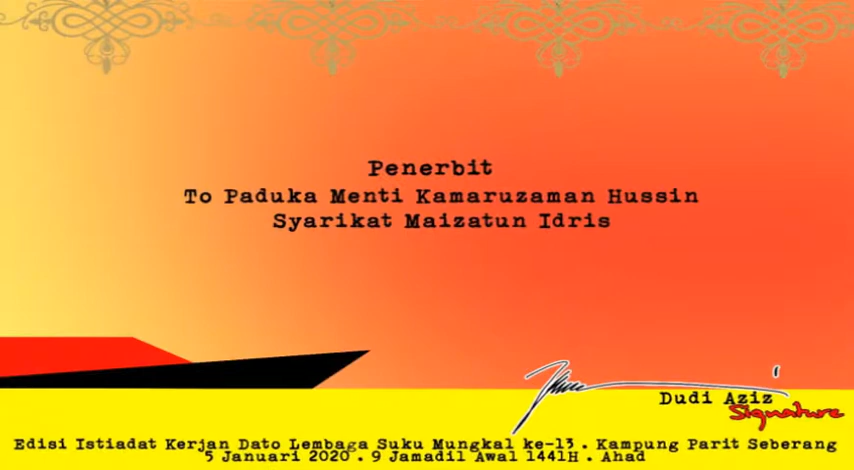 Penerbit
To Paduka Menti Kamaruzaman Hussin
Syarikat Maizatun Idris
Dudi Aziz
Signature
Edisi Istiadat Kerjan Dato Lembaga Suku Mungkal ke-13 . Kampung Parit Seberang
5 Januari 2020 . 9 Jamadil Awal 1441H . Ahad